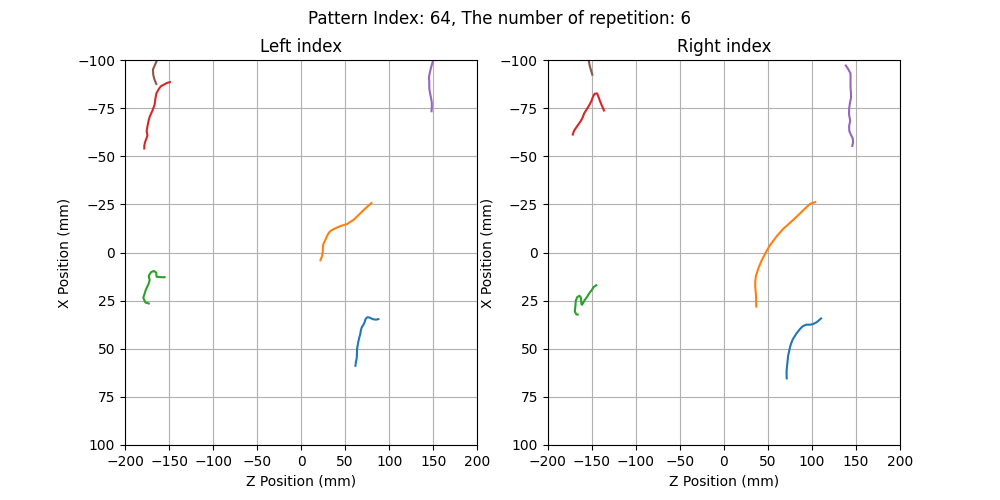 Pattern Index: 64, The number of repetition: 6
Left index
Right index
−100
−75
−50
−25
0
25
50
75
100
X Position (mm)
−200 −150 −100 −50 0 50 100 150 200
Z Position (mm)
−100
−75
−50
−25
0
25
50
75
100
X Position (mm)
−200 −150 −100 −50 0 50 100 150 200
Z Position (mm)